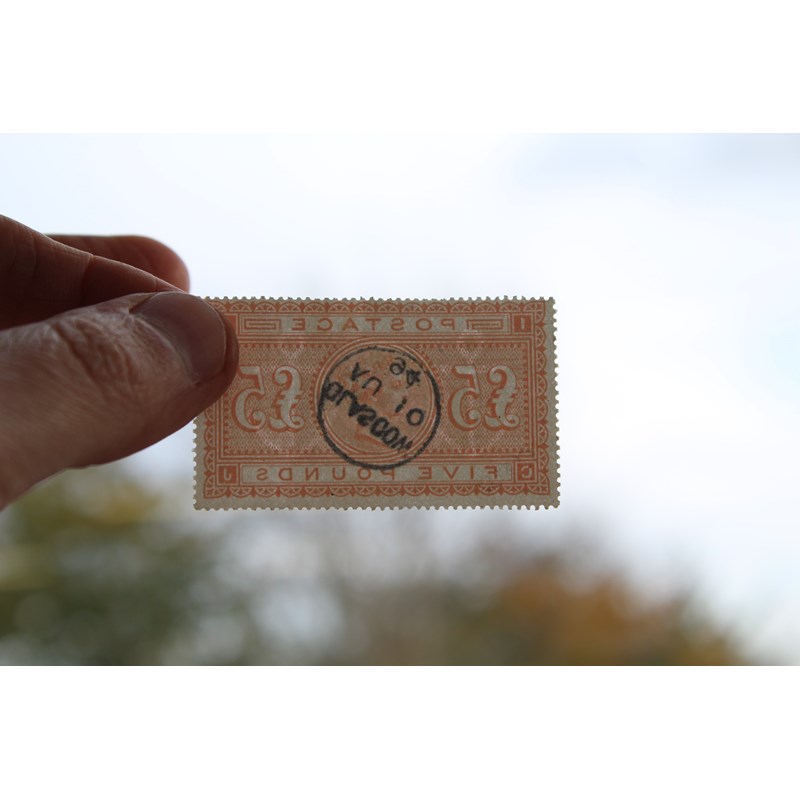 I POSTAGE
£5 £5
GLASGOW
C FIVE POUNDS J